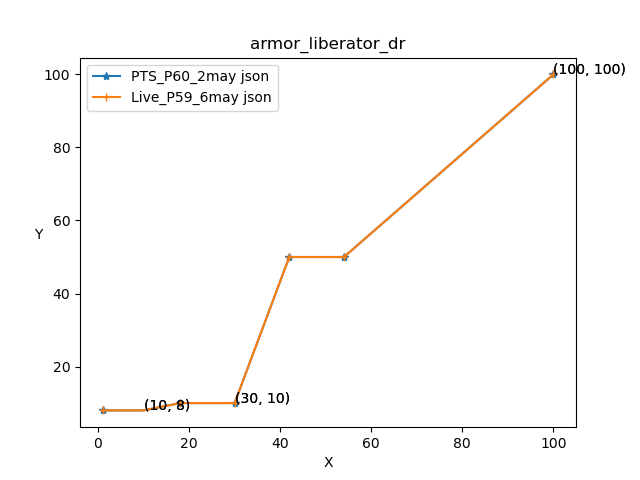 armor_liberator_dr
PTS_P60_2may json
Live_P59_6may json
(100, 100)
(10, 8)
(30, 10)
100
80
60
40
20
Y
0 20 40 60 80 100
X